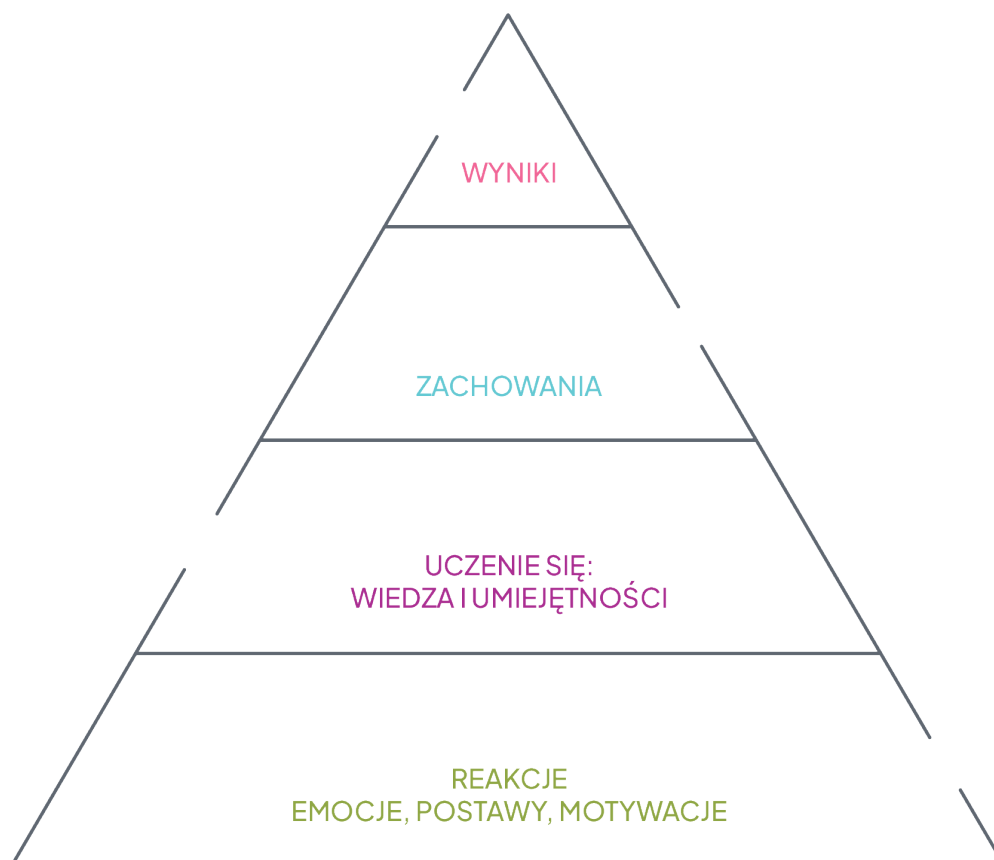 WYNIKI
ZACHOWANIA
UCZENIE SIĘ:
WIEDZA I UMIEJĘTNOŚCI
REAKCJE
EMOCJE, POSTAWY, MOTYWACJE